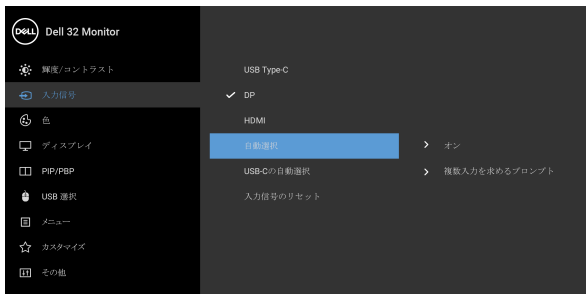 DELL Dell 32 Monitor
輝度/コントラスト
入力信号
色
ディスプレイ
PIP/PBP
USB 選択
メニュー
カスタマイズ
その他
USB Type-C
DP
HDMI
自動選択 オン
USB-Cの自動選択 複数入力を求めるプロンプト
入力信号のリセット